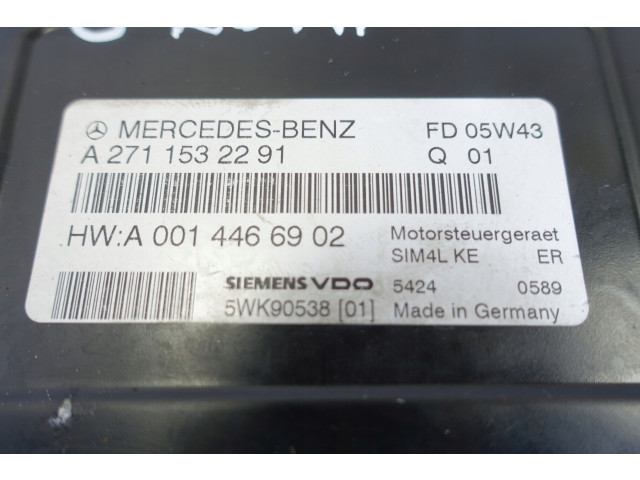 MERCEDES-BENZ FD 05W43
A 271 153 22 91 Q 01
HW:A 001 446 69 02 Motorsteuergeraet
SIM4L KE ER
SIEMENS VDO 5424 0589
5WK90538 [01] Made in Germany